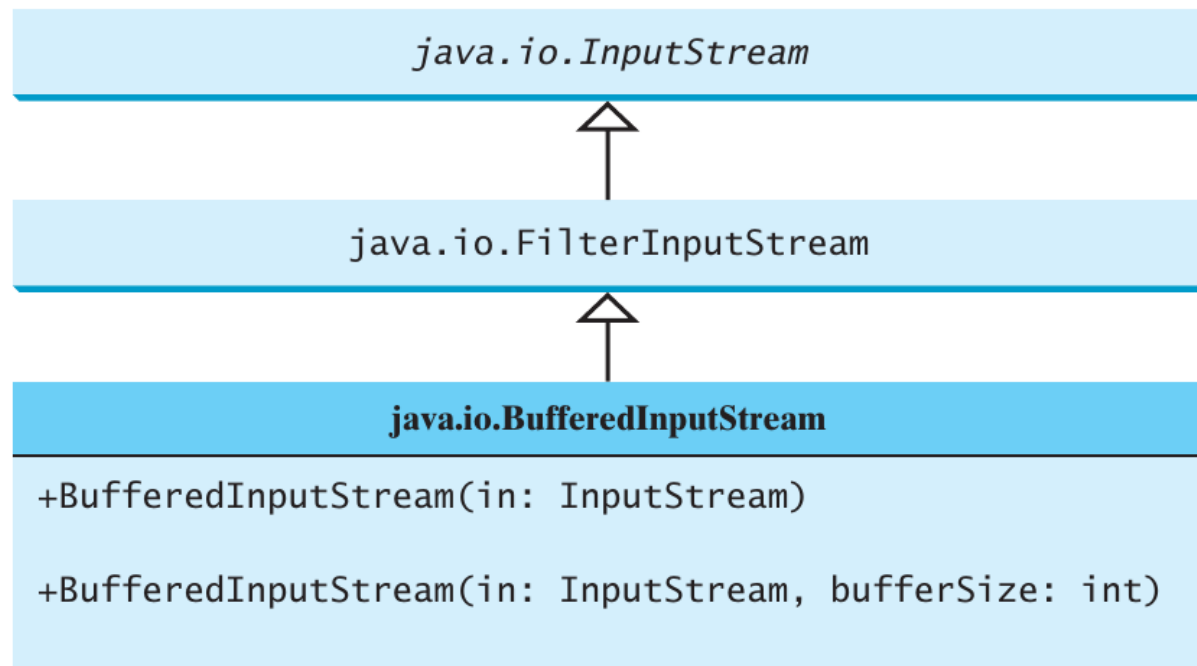 java.io.InputStream
java.io.FilterInputStream
java.io.BufferedInputStream
+BufferedInputStream(in: InputStream)
+BufferedInputStream(in: InputStream, bufferSize: int)